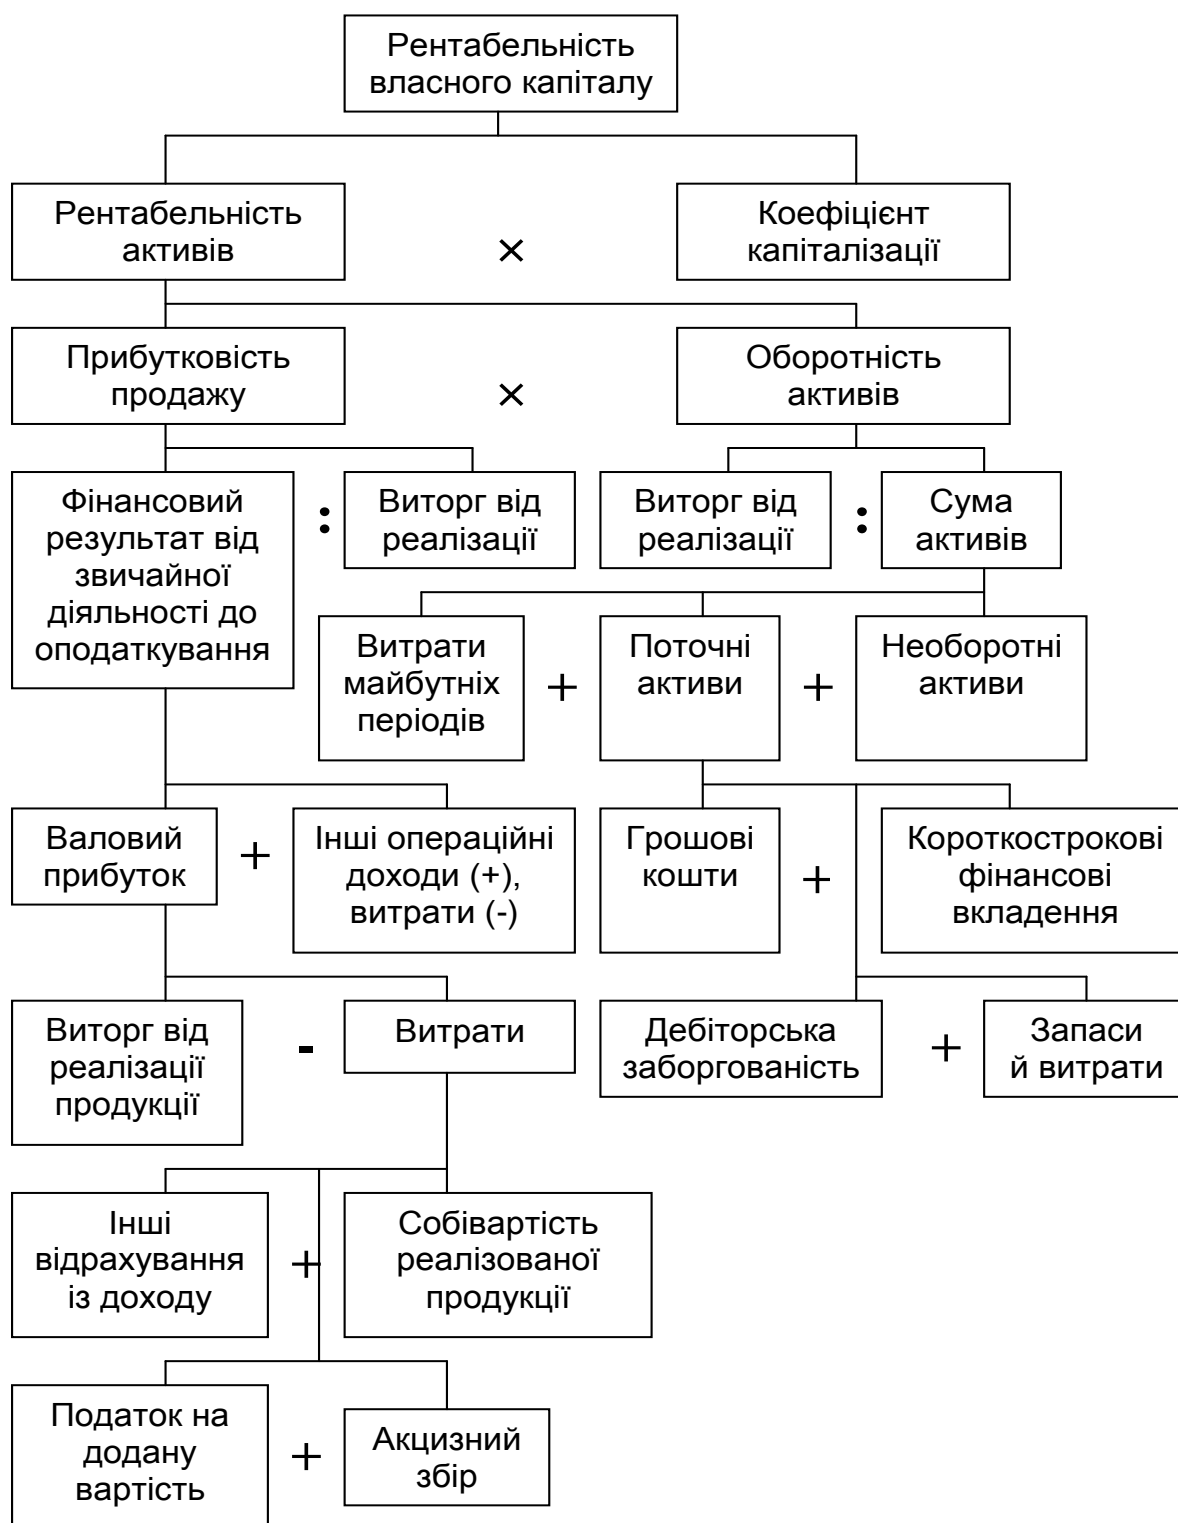 Рентабельність
власного капіталу
Рентабельність
активів
×
Коефіцієнт
капіталізації
Прибутковість
продажу
×
Оборотність
активів
Фінансовий
результат від
звичайної
діяльності до
оподаткування
:
Виторг від
реалізації
Виторг від
реалізації
:
Сума
активів
Витрати
майбутніх
періодів
+
Поточні
активи
+
Необоротні
активи
Валовий
прибуток
+
Інші операційні
доходи (+),
витрати (-)
Грошові
кошти
+
Короткострокові
фінансові
вкладення
Виторг від
реалізації
продукції
-
Витрати
Дебіторська
заборгованість
+
Запаси
й витрати
Інші
відрахування
із доходу
+
Собівартість
реалізованої
продукції
Податок на
додану
вартість
+
Акцизний
збір